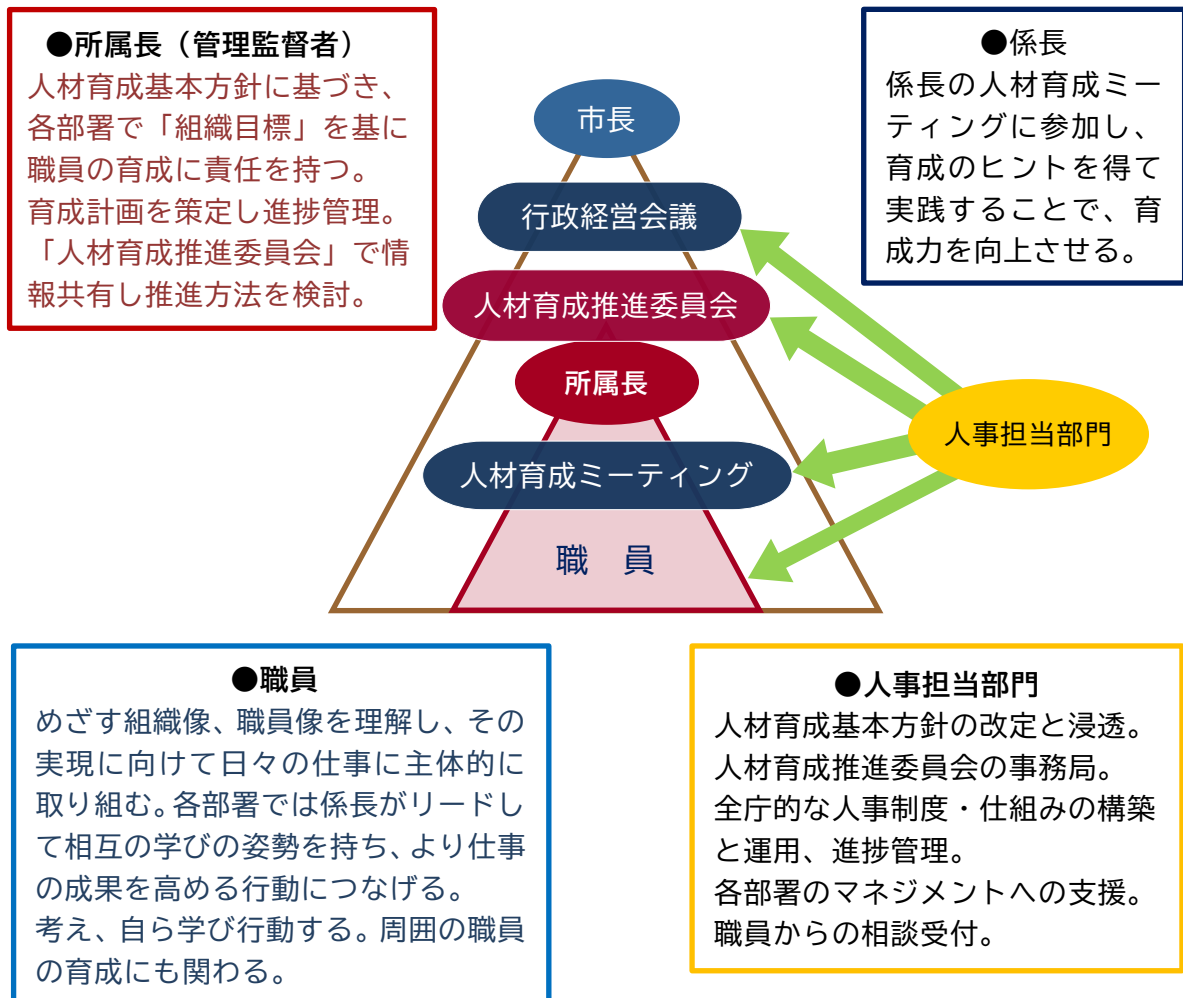 ●所属長（管理監督者）
人材育成基本方針に基づき、
各部署で「組織目標」を基に
職員の育成に責任を持つ。
育成計画を策定し進捗管理。
「人材育成推進委員会」で情
報共有し推進方法を検討。
市長
行政経営会議
人材育成推進委員会
所属長
人材育成ミーティング
職　員
●係長
係長の人材育成ミー
ティングに参加し、
育成のヒントを得て
実践することで、育
成力を向上させる。
人事担当部門
●職員
めざす組織像、職員像を理解し、その
実現に向けて日々の仕事に主体的に
取り組む。各部署では係長がリードし
て相互の学びの姿勢を持ち、より仕事
の成果を高める行動につなげる。
考え、自ら学び行動する。周囲の職員
の育成にも関わる。
●人事担当部門
人材育成基本方針の改定と浸透。
人材育成推進委員会の事務局。
全庁的な人事制度・仕組みの構築
と運用、進捗管理。
各部署のマネジメントへの支援。
職員からの相談受付。